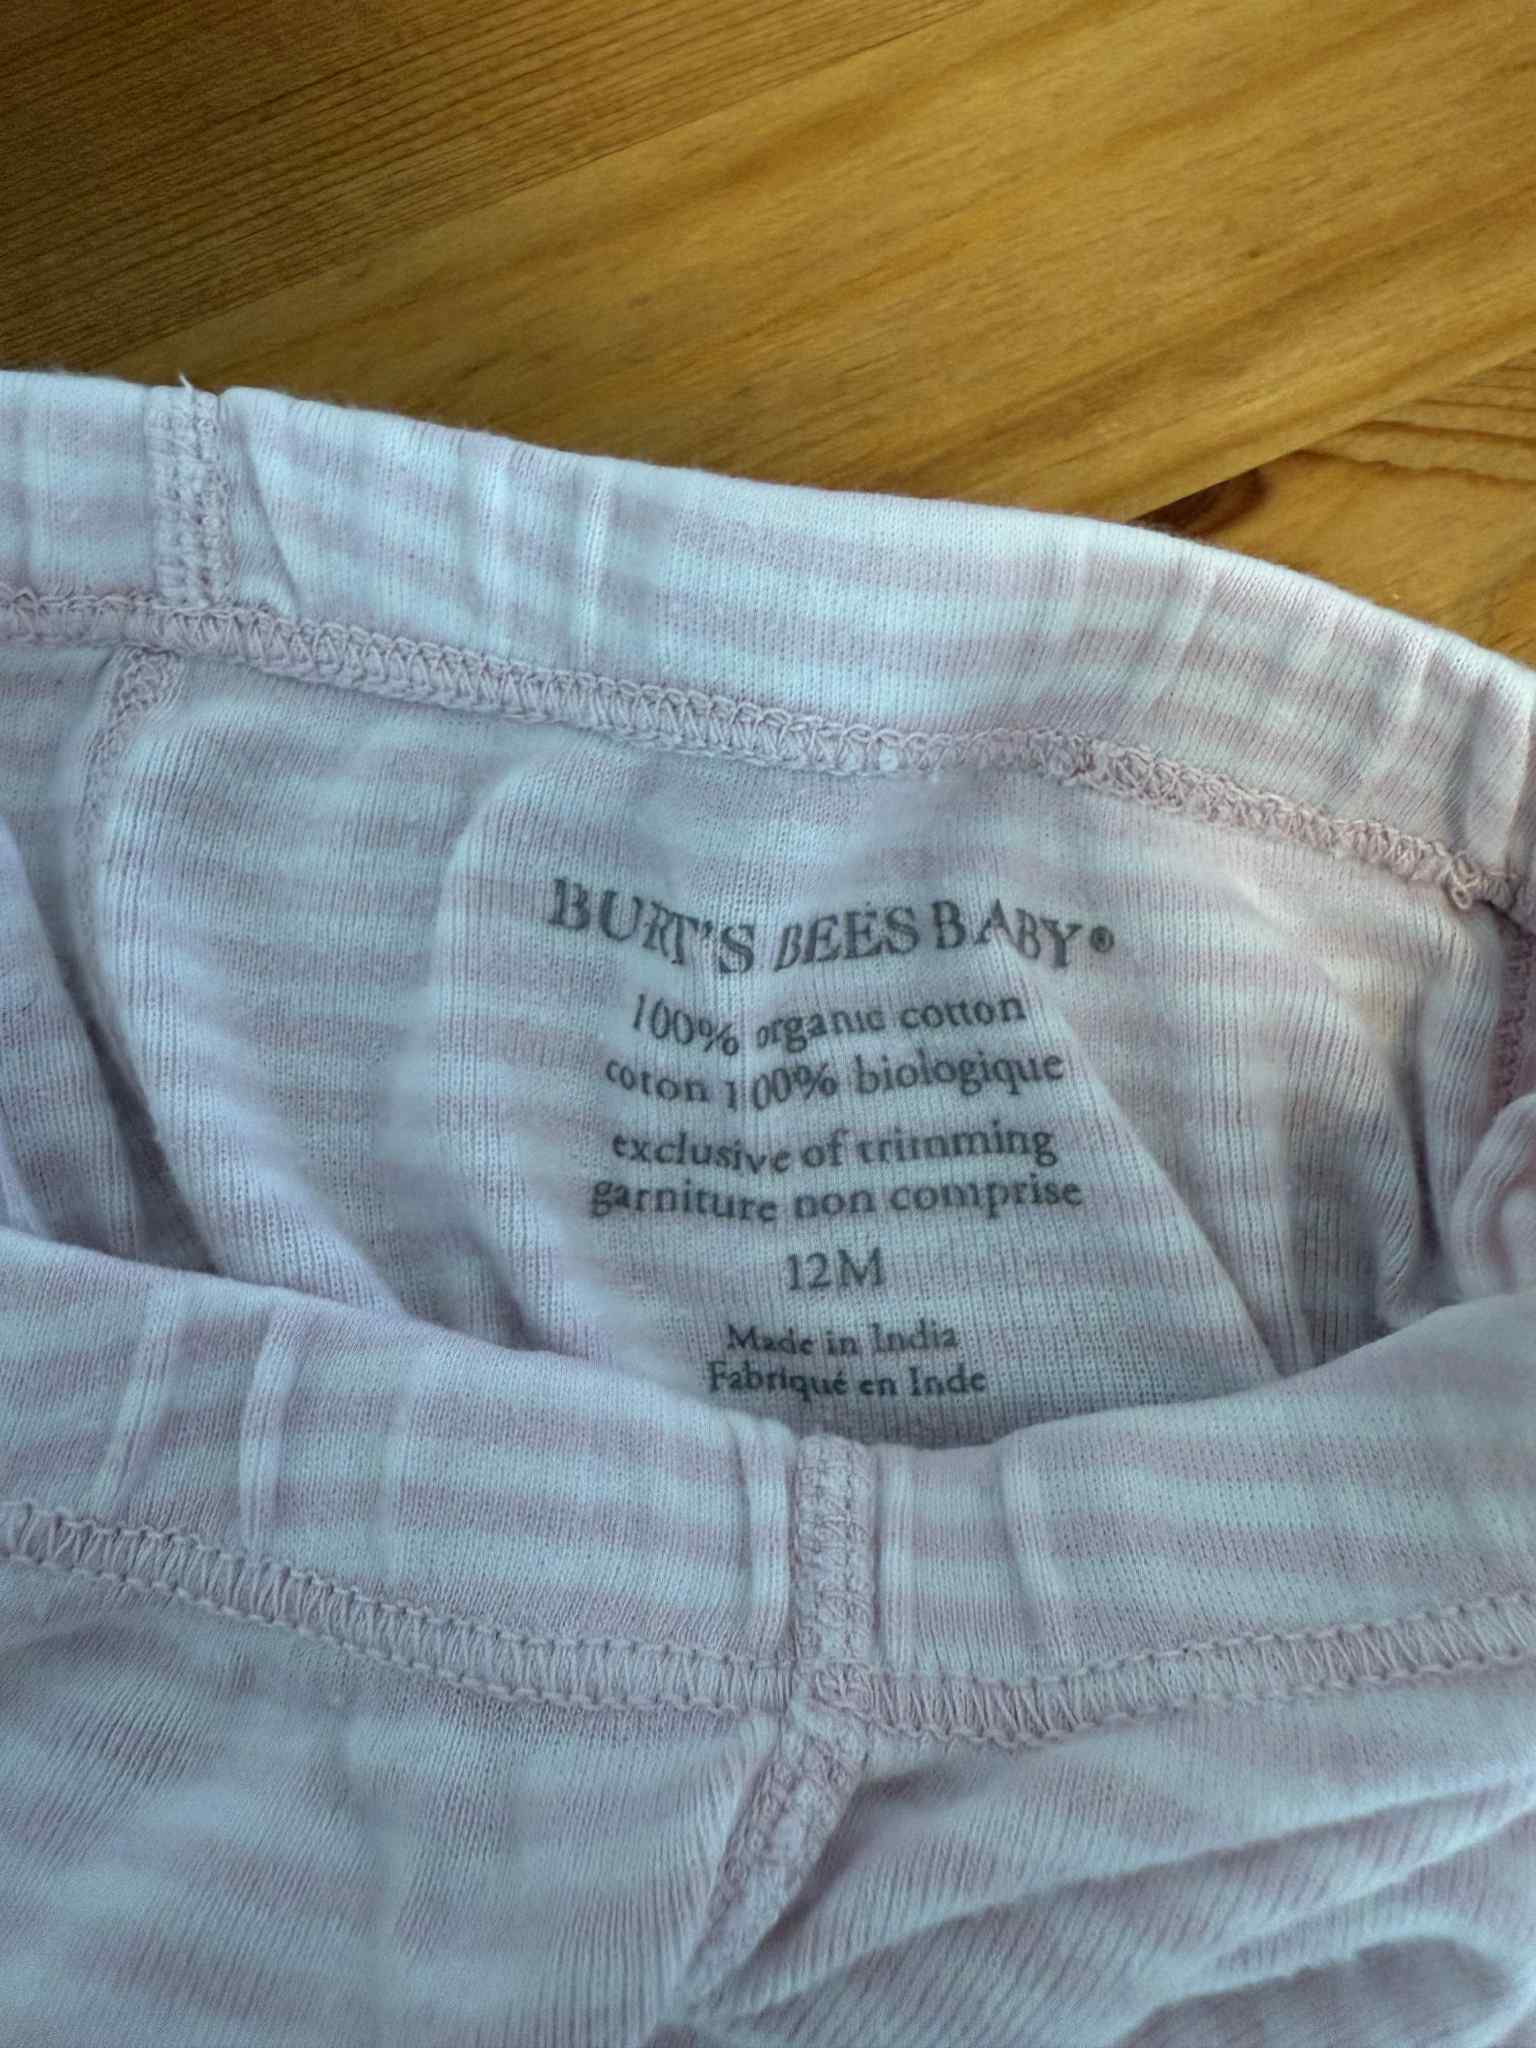 BURT'S BEES BABY®
100% organic cotton
coton 100% biologique
exclusive of trimming
garniture non comprise
12M
Made in India
Fabriqué en Inde